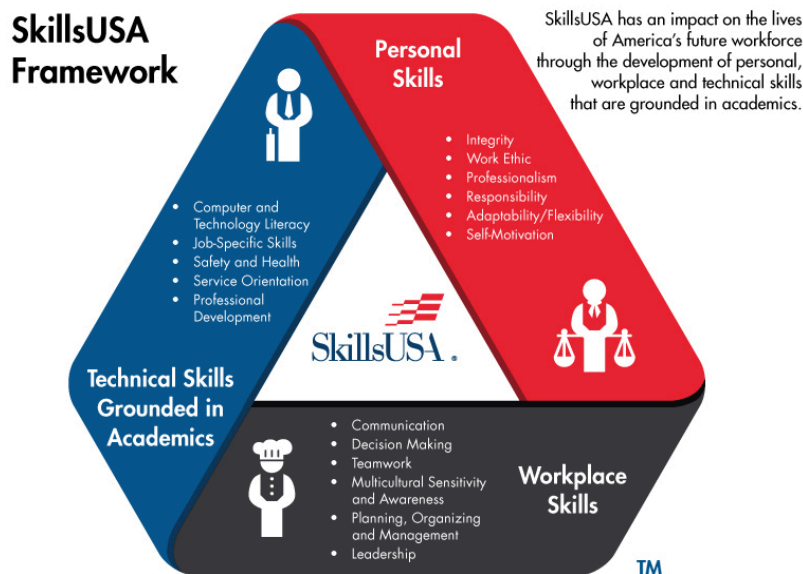 SkillsUSA
Framework
SkillsUSA has an impact on the lives
of America's future workforce
through the development of personal,
workplace and technical skills
that are grounded in academics.
Personal
Skills
• Integrity
• Work Ethic
• Professionalism
• Responsibility
• Adaptability/Flexibility
• Self-Motivation
• Computer and
Technology Literacy
• Job-Specific Skills
• Safety and Health
• Service Orientation
• Professional
Development
Technical Skills
Grounded in
Academics
SkillsUSA®
• Communication
• Decision Making
• Teamwork
• Multicultural Sensitivity
and Awareness
• Planning, Organizing
and Management
• Leadership
Workplace
Skills
TM